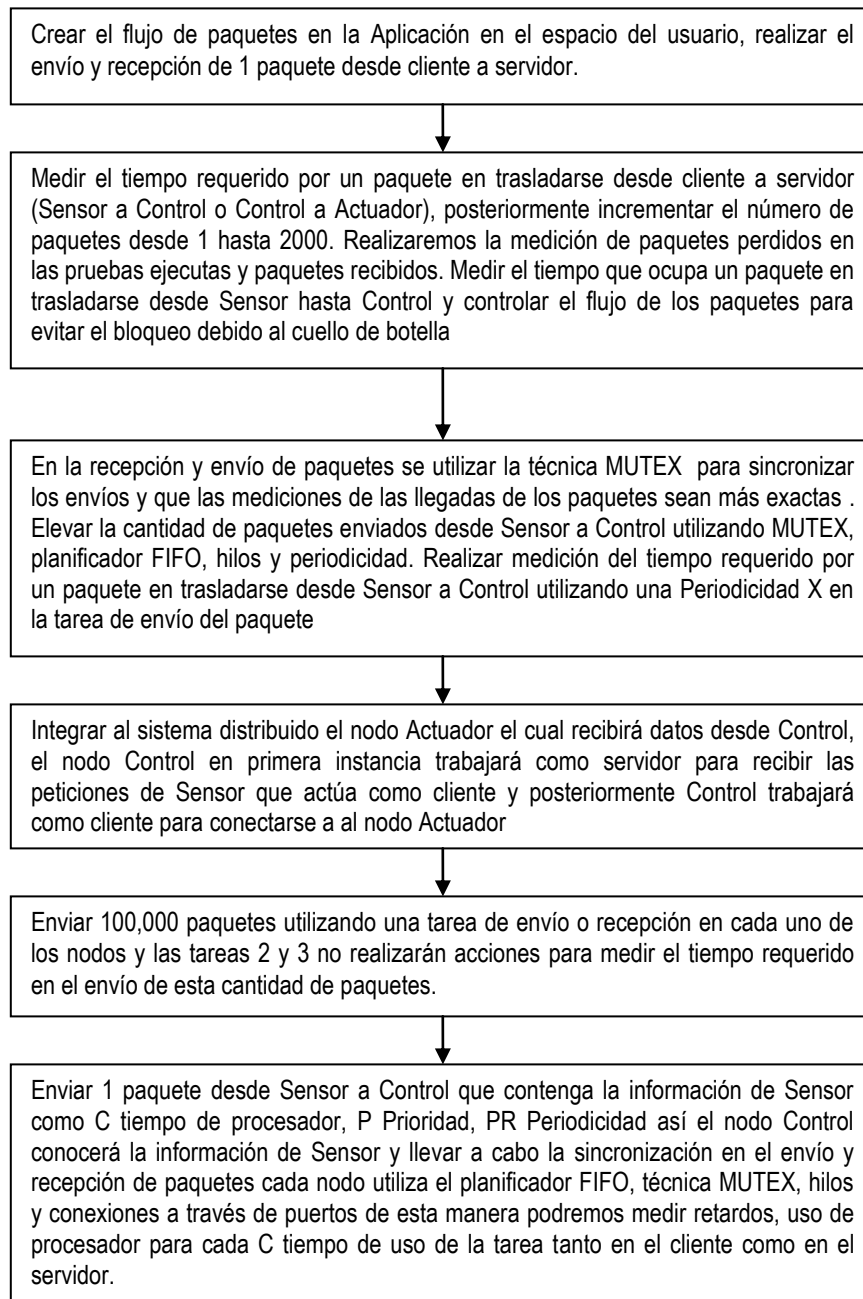 Crear el flujo de paquetes en la Aplicación en el espacio del usuario, realizar el
envío y recepción de 1 paquete desde cliente a servidor.
Medir el tiempo requerido por un paquete en trasladarse desde cliente a servidor
(Sensor a Control o Control a Actuador), posteriormente incrementar el número de
paquetes desde 1 hasta 2000. Realizaremos la medición de paquetes perdidos en
las pruebas ejecutas y paquetes recibidos. Medir el tiempo que ocupa un paquete en
trasladarse desde Sensor hasta Control y controlar el flujo de los paquetes para
evitar el bloqueo debido al cuello de botella
En la recepción y envío de paquetes se utilizar la técnica MUTEX para sincronizar
los envíos y que las mediciones de las llegadas de los paquetes sean más exactas .
Elevar la cantidad de paquetes enviados desde Sensor a Control utilizando MUTEX,
planificador FIFO, hilos y periodicidad. Realizar medición del tiempo requerido por
un paquete en trasladarse desde Sensor a Control utilizando una Periodicidad X en
la tarea de envío del paquete
Integrar al sistema distribuido el nodo Actuador el cual recibirá datos desde Control,
el nodo Control en primera instancia trabajará como servidor para recibir las
peticiones de Sensor que actúa como cliente y posteriormente Control trabajará
como cliente para conectarse a al nodo Actuador
Enviar 100,000 paquetes utilizando una tarea de envío o recepción en cada uno de
los nodos y las tareas 2 y 3 no realizarán acciones para medir el tiempo requerido
en el envío de esta cantidad de paquetes.
Enviar 1 paquete desde Sensor a Control que contenga la información de Sensor
como C tiempo de procesador, P Prioridad, PR Periodicidad así el nodo Control
conocerá la información de Sensor y llevar a cabo la sincronización en el envío y
recepción de paquetes cada nodo utiliza el planificador FIFO, técnica MUTEX, hilos
y conexiones a través de puertos de esta manera podremos medir retardos, uso de
procesador para cada C tiempo de uso de la tarea tanto en el cliente como en el
servidor.